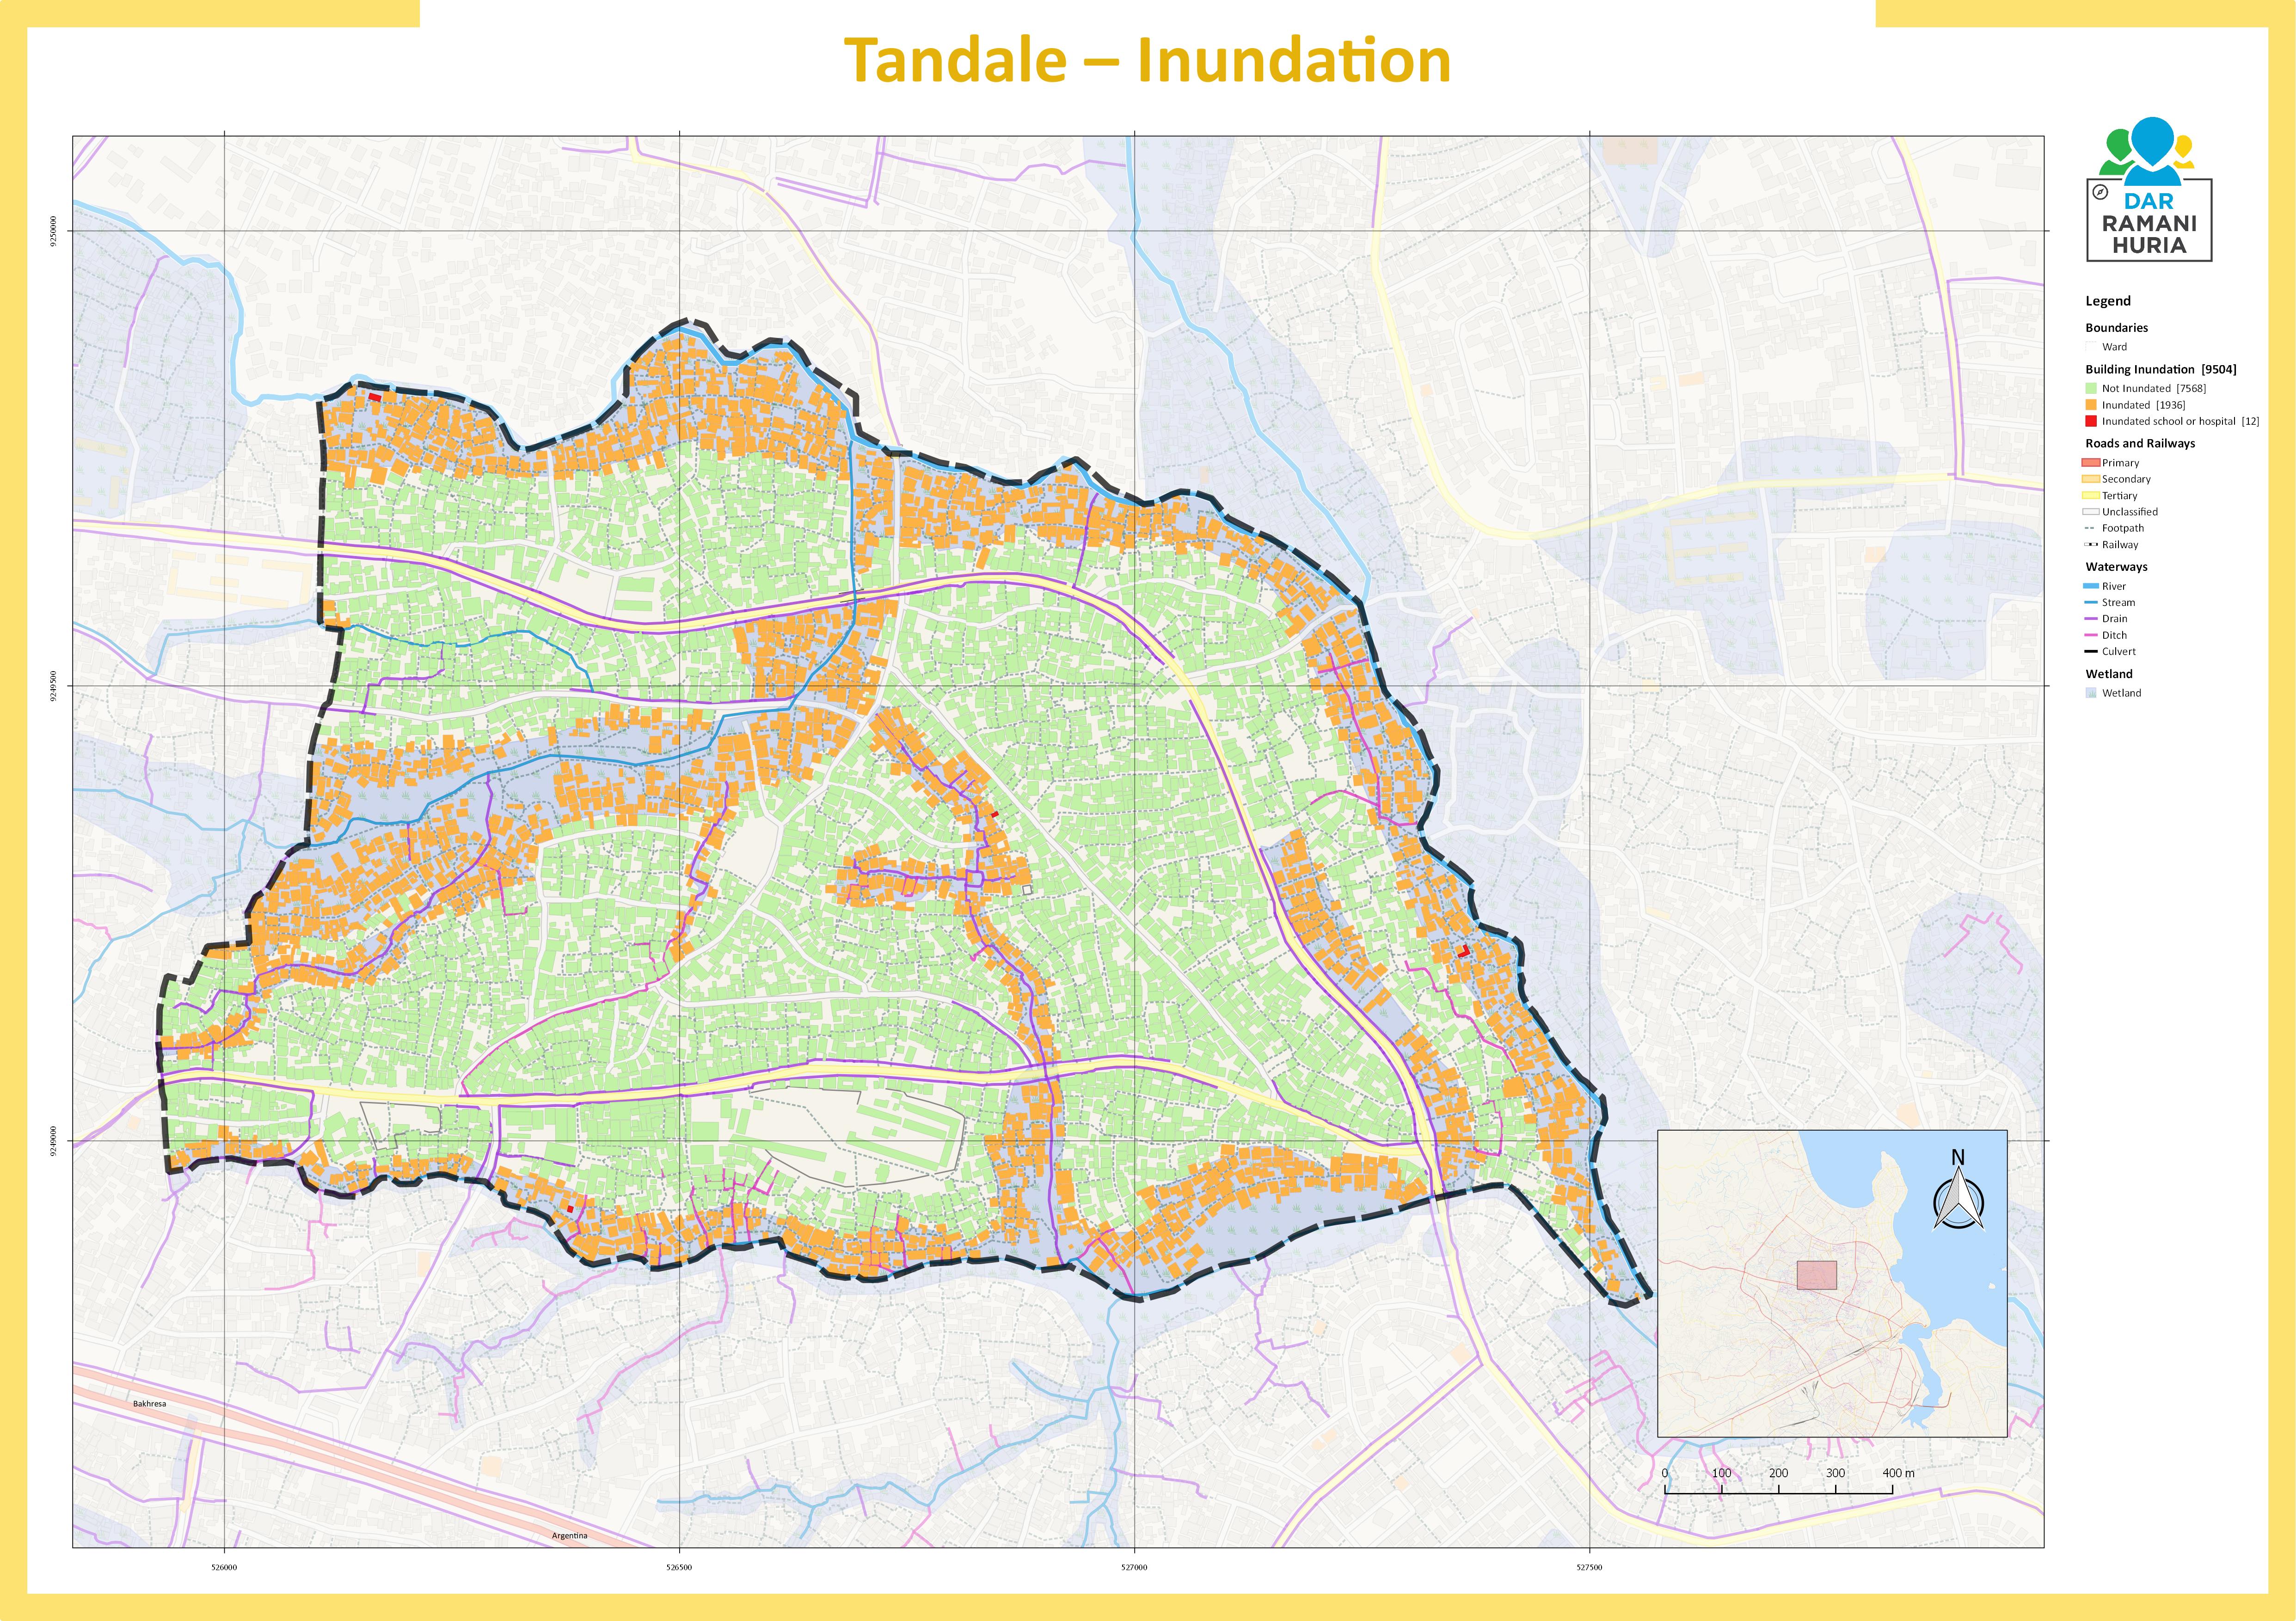 Tandale – Inundation
DAR
RAMANI
HURIA
Legend
Boundaries
Ward
Building Inundation [9504]
Not Inundated [7568]
Inundated [1936]
Inundated school or hospital [12]
Roads and Railways
Primary
Secondary
Tertiary
Unclassified
Footpath
Railway
Waterways
River
Stream
Drain
Ditch
Culvert
Wetland
Wetland
9250000
9249500
9249000
N
0 100 200 300 400 m
Bakhresa
Argentina
526000 526500 527000 527500